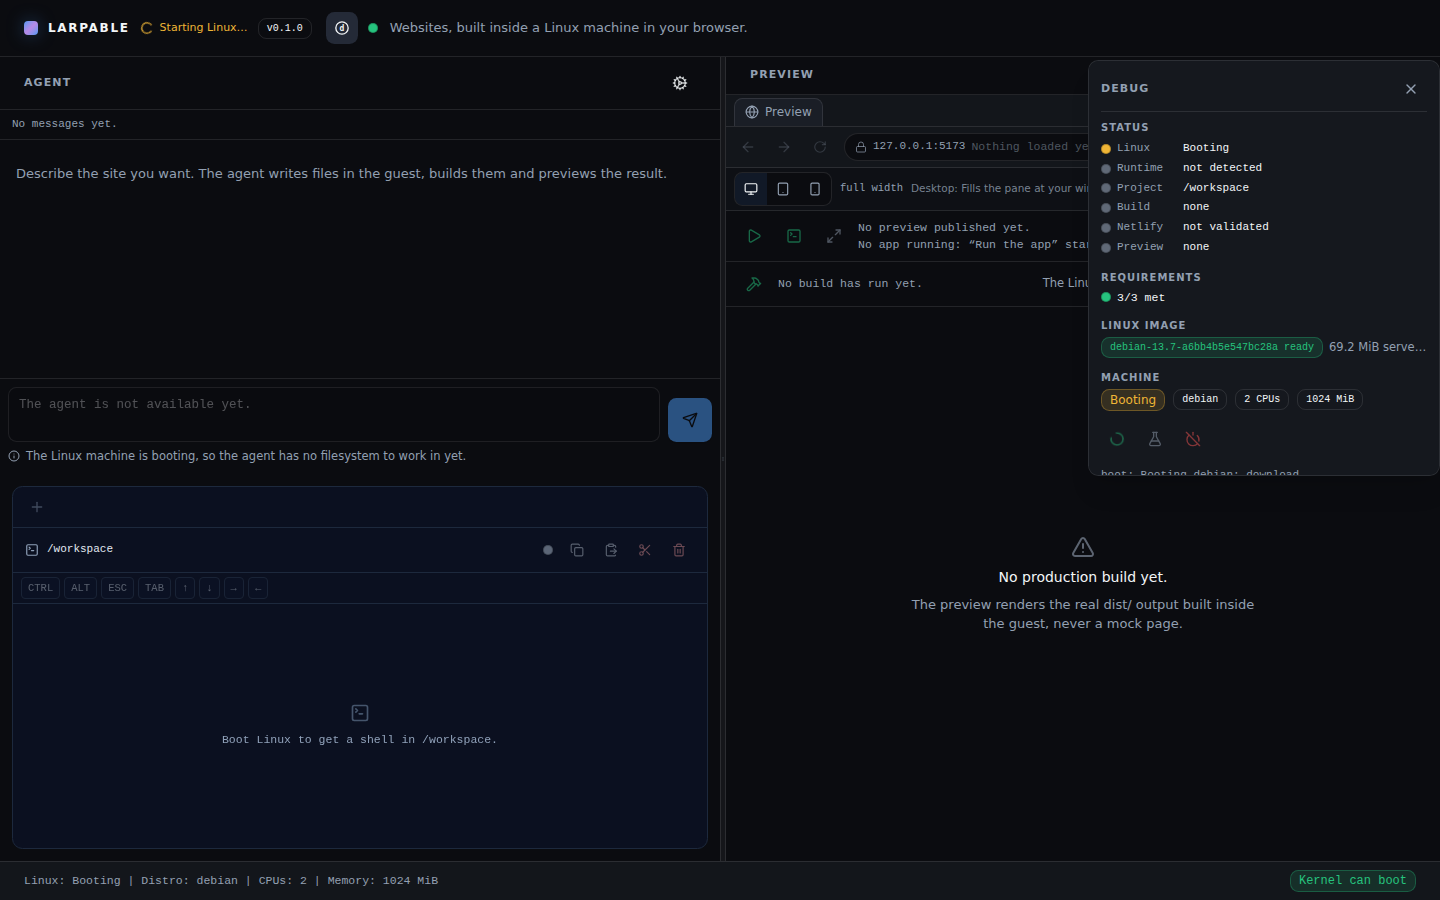 LARPABLE
Starting Linux…
v0.1.0
d
Websites, built inside a Linux machine in your browser.
AGENT
No messages yet.
Describe the site you want. The agent writes files in the guest, builds them and previews the result.
The agent is not available yet.
The Linux machine is booting, so the agent has no filesystem to work in yet.
/workspace
CTRL
ALT
ESC
TAB
↑
↓
→
←
Boot Linux to get a shell in /workspace.
PREVIEW
Preview
127.0.0.1:5173 Nothing loaded ye
full width Desktop: Fills the pane at your wi
No preview published yet.
No app running: “Run the app” star
No build has run yet.
The Linu
No production build yet.
The preview renders the real dist/ output built inside
the guest, never a mock page.
DEBUG
STATUS
Linux Booting
Runtime not detected
Project /workspace
Build none
Netlify not validated
Preview none
REQUIREMENTS
3/3 met
LINUX IMAGE
debian-13.7-a6bb4b5e547bc28a ready 69.2 MiB serve…
MACHINE
Booting
debian
2 CPUs
1024 MiB
boot: Booting debian: download
Linux: Booting | Distro: debian | CPUs: 2 | Memory: 1024 MiB
Kernel can boot